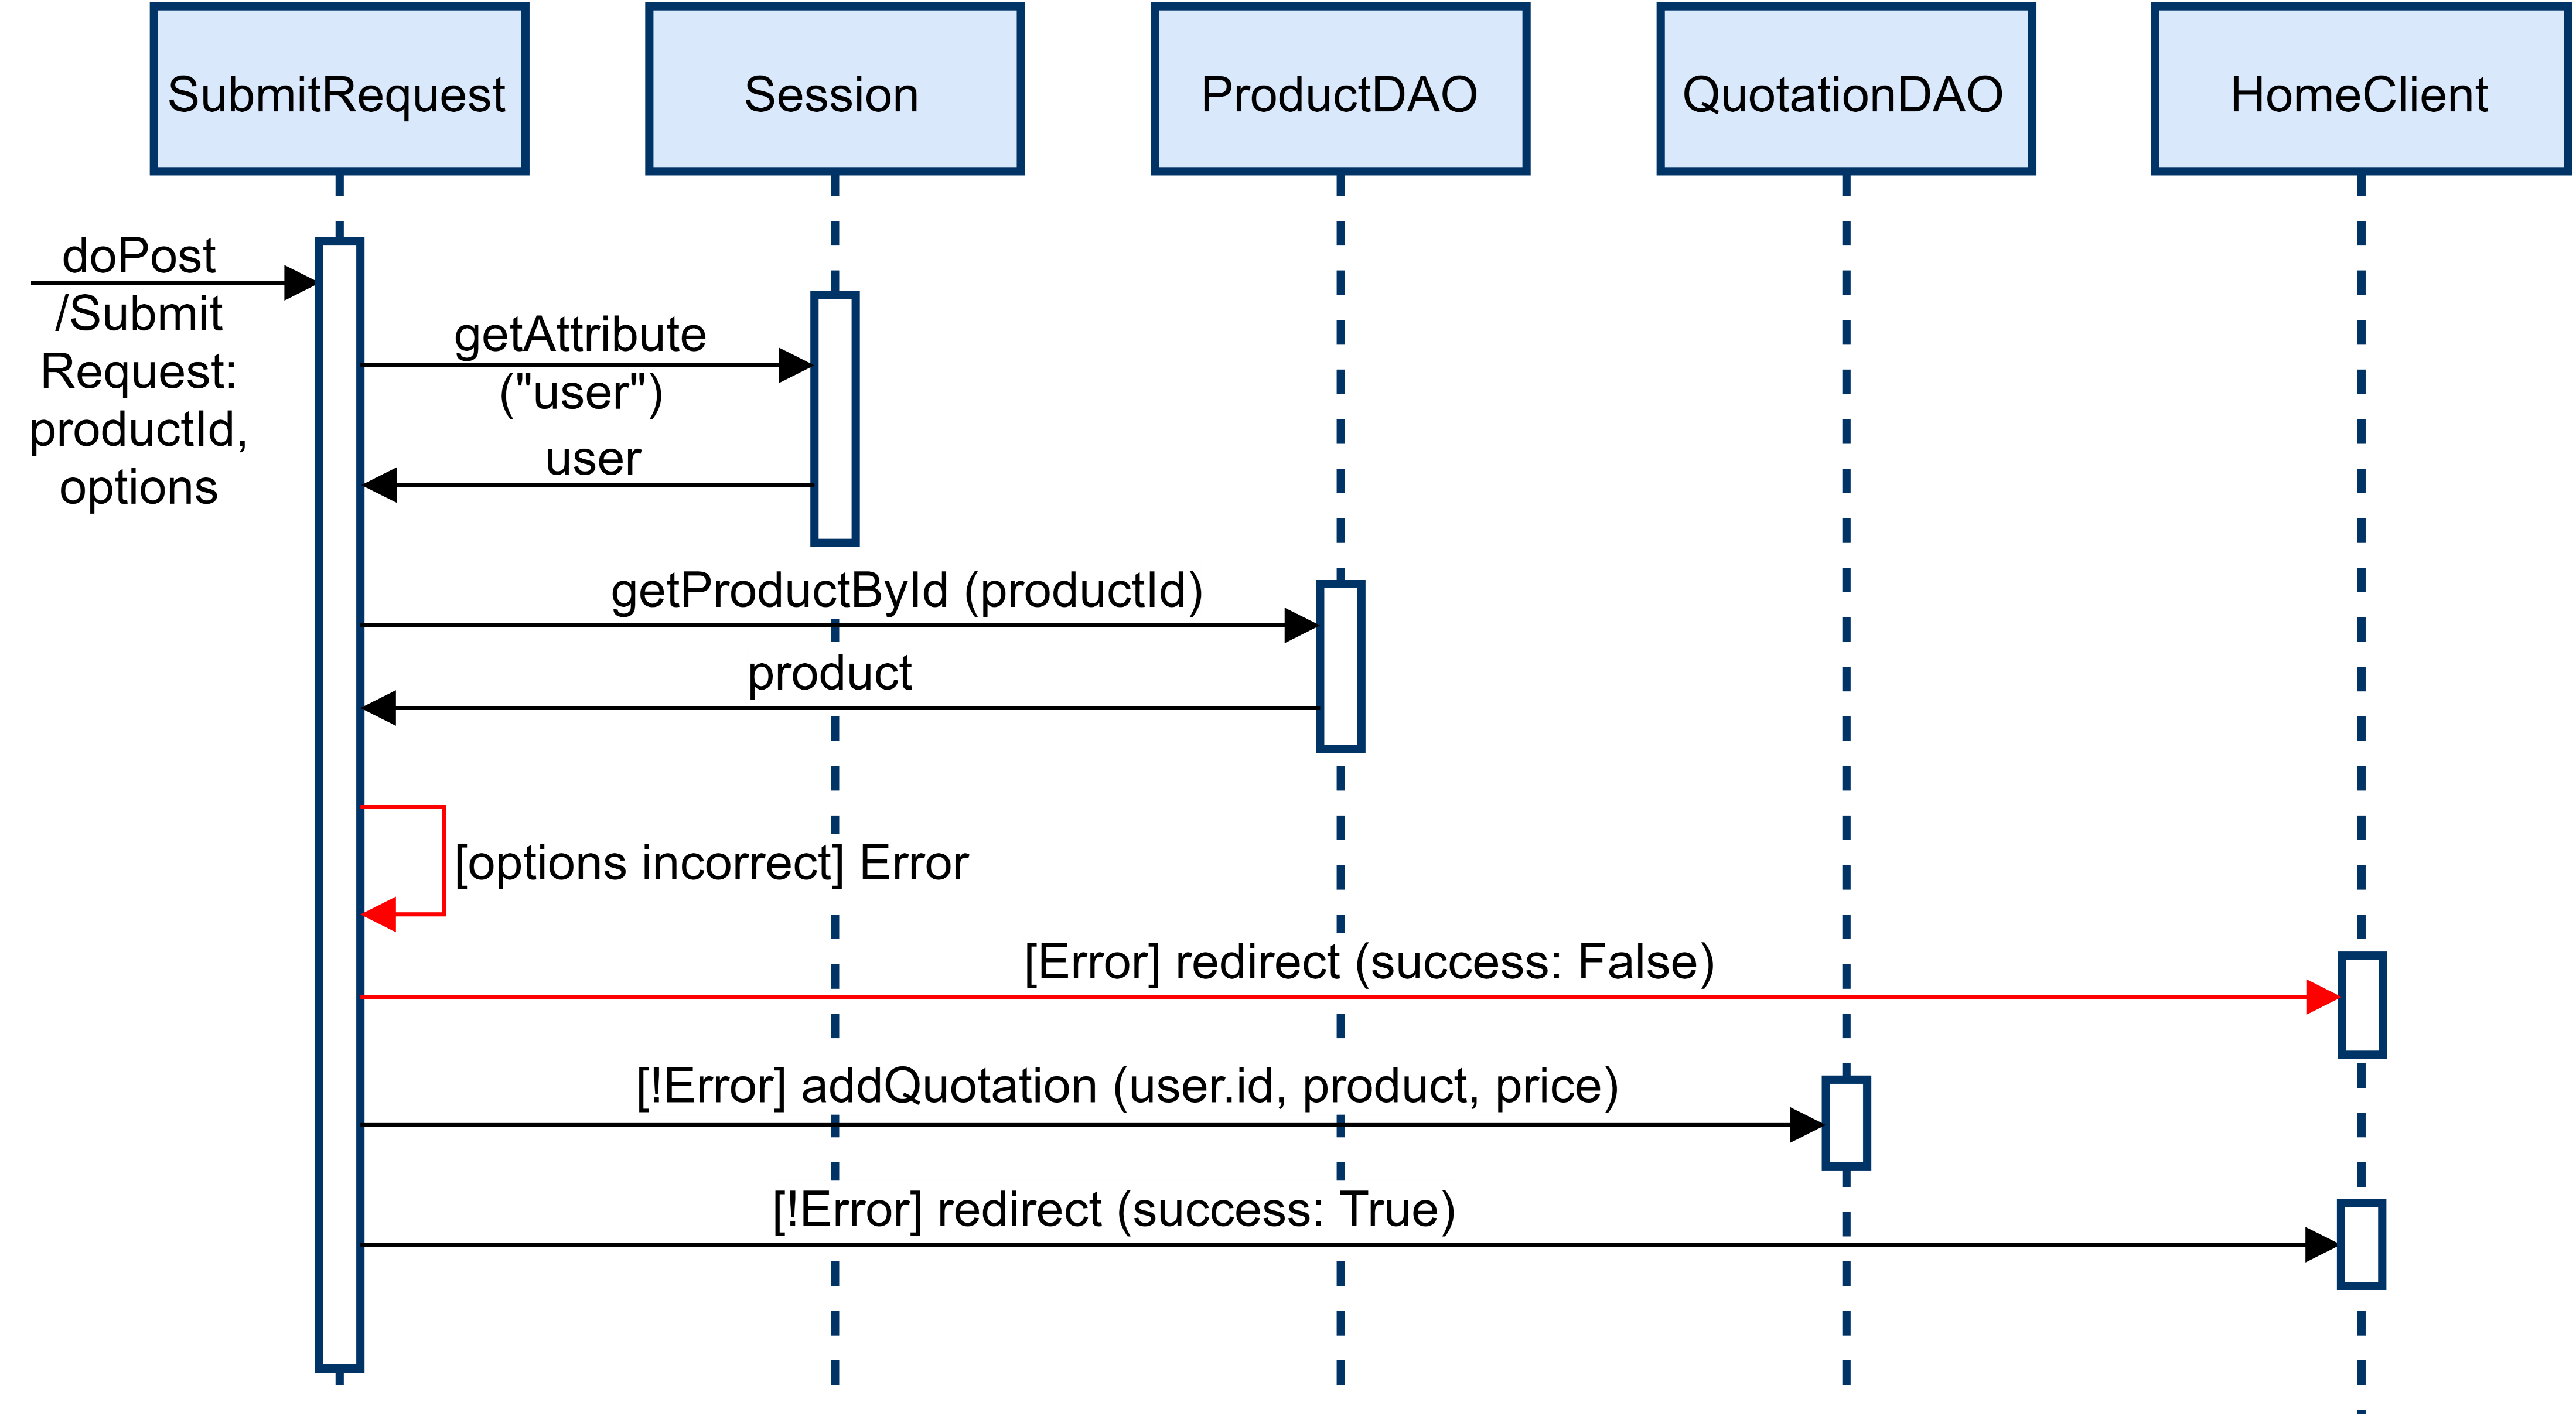 SubmitRequest
Session
ProductDAO
QuotationDAO
HomeClient
doPost
/Submit
Request:
productId,
options
getAttribute
("user")
user
getProductById (productId)
product
[options incorrect] Error
[Error] redirect (success: False)
[!Error] addQuotation (user.id, product, price)
[!Error] redirect (success: True)